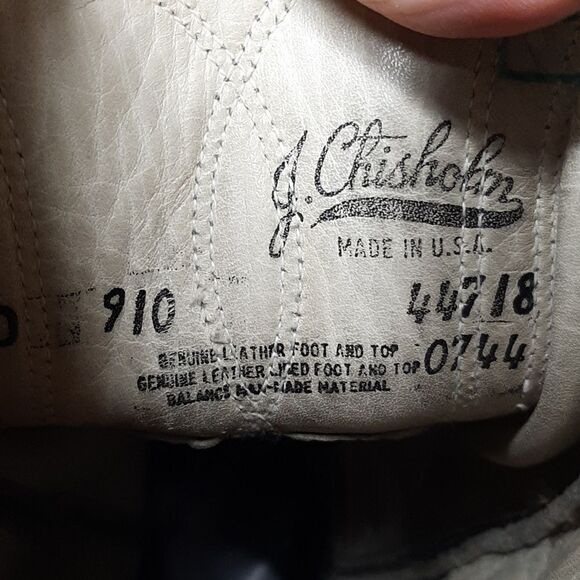 J. Chisholm
MADE IN U.S.A.
D 910 44718
GENUINE LEATHER FOOT AND TOP 0744
GENUINE LEATHER LINED FOOT AND TOP
BALANCE MAN-MADE MATERIAL